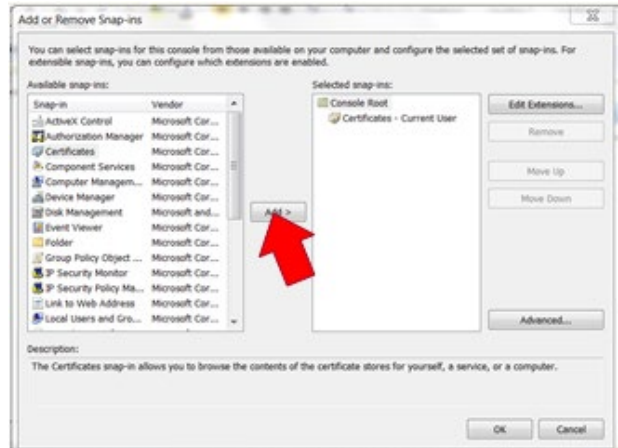 Add or Remove Snap-ins
You can select snap-ins for this console from those available on your computer and configure the selected set of snap-ins. For
extensible snap-ins, you can configure which extensions are enabled.
Available snap-ins:
Selected snap-ins:
Snap-in Vendor
ActiveX Control Microsoft Cor...
Authorization Manager Microsoft Cor...
Certificates Microsoft Cor...
Component Services Microsoft Cor...
Computer Managem... Microsoft Cor...
Device Manager Microsoft Cor...
Disk Management Microsoft and...
Event Viewer Microsoft Cor...
Folder Microsoft Cor...
Group Policy Object ... Microsoft Cor...
IP Security Monitor Microsoft Cor...
IP Security Policy Ma... Microsoft Cor...
Link to Web Address Microsoft Cor...
Local Users and Gro... Microsoft Cor...
Add >
Console Root
Certificates - Current User
Edit Extensions...
Remove
Move Up
Move Down
Advanced...
Description:
The Certificates snap-in allows you to browse the contents of the certificate stores for yourself, a service, or a computer.
OK
Cancel